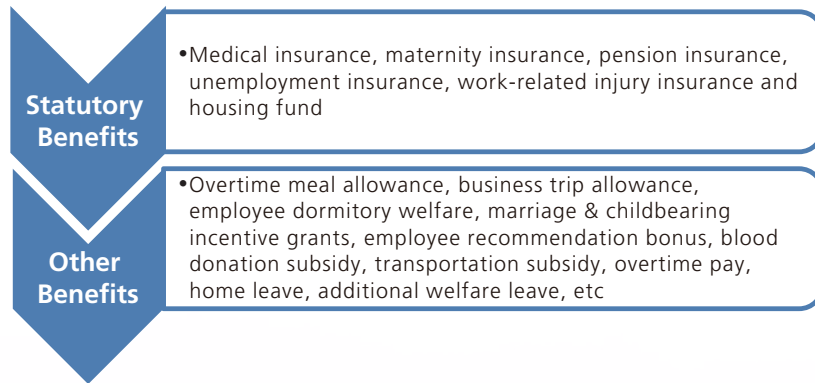 Statutory
Benefits
•Medical insurance, maternity insurance, pension insurance,
unemployment insurance, work-related injury insurance and
housing fund
Other
Benefits
•Overtime meal allowance, business trip allowance,
employee dormitory welfare, marriage & childbearing
incentive grants, employee recommendation bonus, blood
donation subsidy, transportation subsidy, overtime pay,
home leave, additional welfare leave, etc